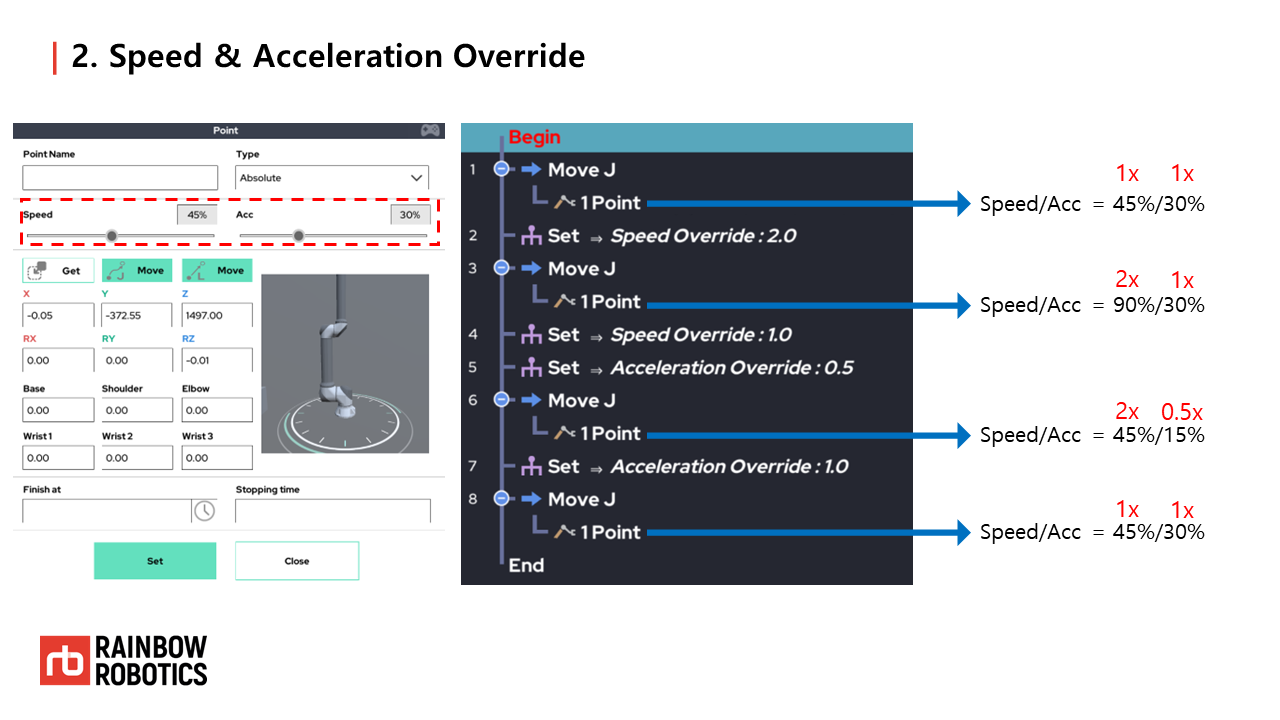 2. Speed & Acceleration Override
Point
Point Name
Type
Absolute
Speed
45%
Acc
30%
Get
J Move
L Move
X
Y
Z
-0.05
-372.55
1497.00
RX
RY
RZ
0.00
0.00
-0.01
Base
Shoulder
Elbow
0.00
0.00
0.00
Wrist 1
Wrist 2
Wrist 3
0.00
0.00
0.00
Finish at
Stopping time
Set
Close
Begin
1 Move J
1 Point
2 Set ⇒ Speed Override : 2.0
3 Move J
1 Point
4 Set ⇒ Speed Override : 1.0
5 Set ⇒ Acceleration Override : 0.5
6 Move J
1 Point
7 Set ⇒ Acceleration Override : 1.0
8 Move J
1 Point
End
1x 1x
Speed/Acc = 45%/30%
2x 1x
Speed/Acc = 90%/30%
2x 0.5x
Speed/Acc = 45%/15%
1x 1x
Speed/Acc = 45%/30%
rb
RAINBOW
ROBOTICS